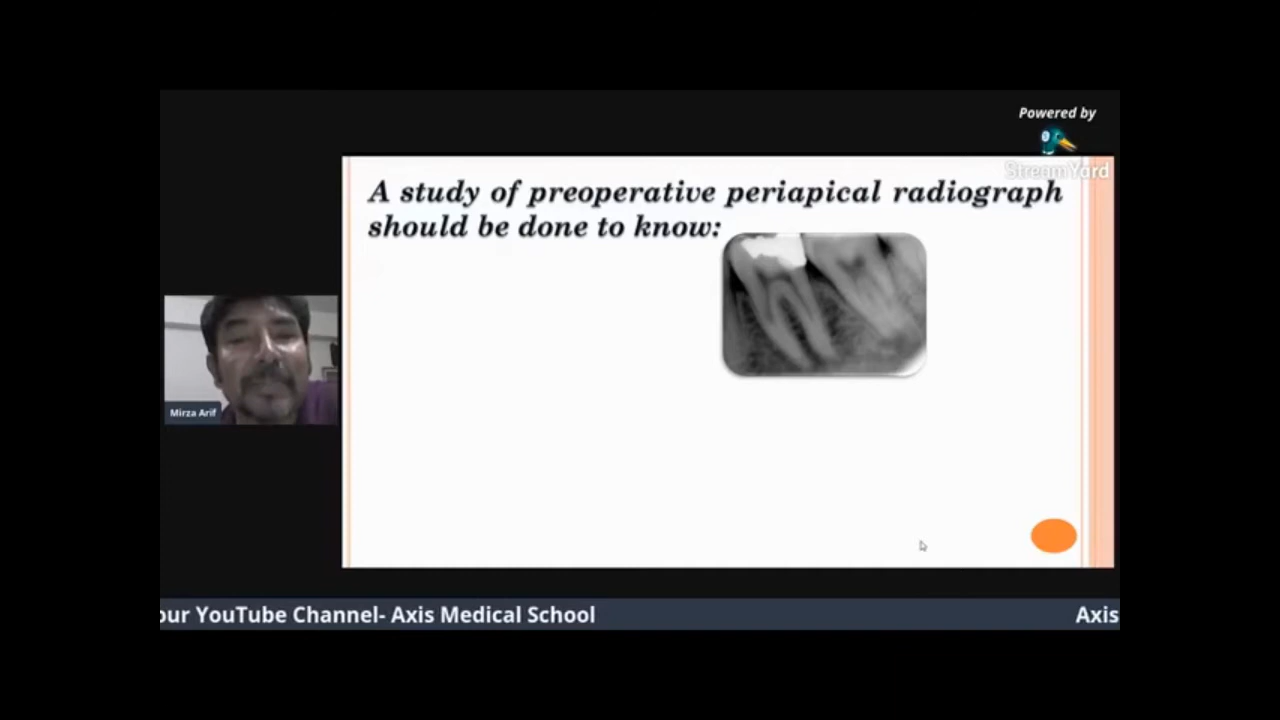 Powered by
StreamYard
A study of preoperative periapical radiograph
should be done to know:
Mirza Arif
our YouTube Channel- Axis Medical School
Axis